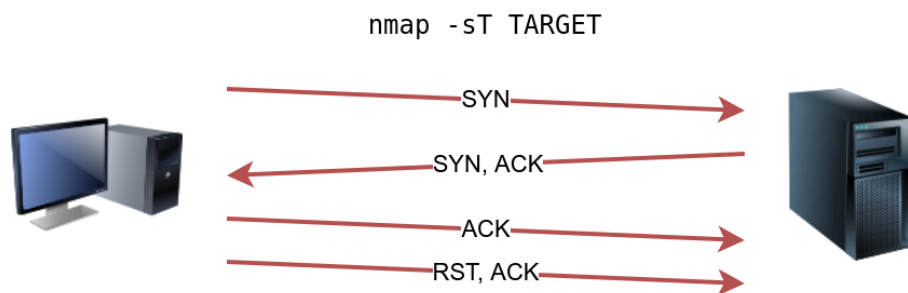 nmap -sT TARGET
SYN
SYN, ACK
ACK
RST, ACK